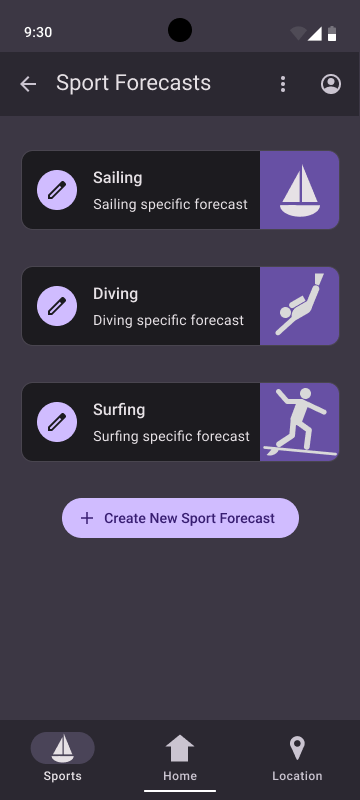 9:30
Sport Forecasts
Sailing
Sailing specific forecast
Diving
Diving specific forecast
Surfing
Surfing specific forecast
Create New Sport Forecast
Sports
Home
Location